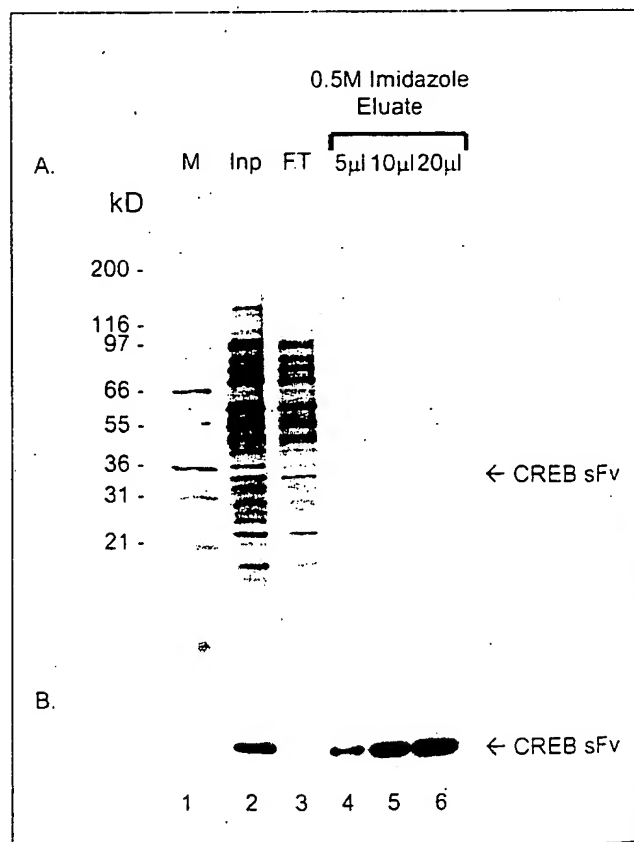 0.5M Imidazole
Eluate
A. M Inp F.T 5μl 10μl 20μl
kD
200 -
116 -
97 -
66 -
55 -
36 -
← CREB sFv
31 -
21 -
B.
← CREB sFv
1 2 3 4 5 6